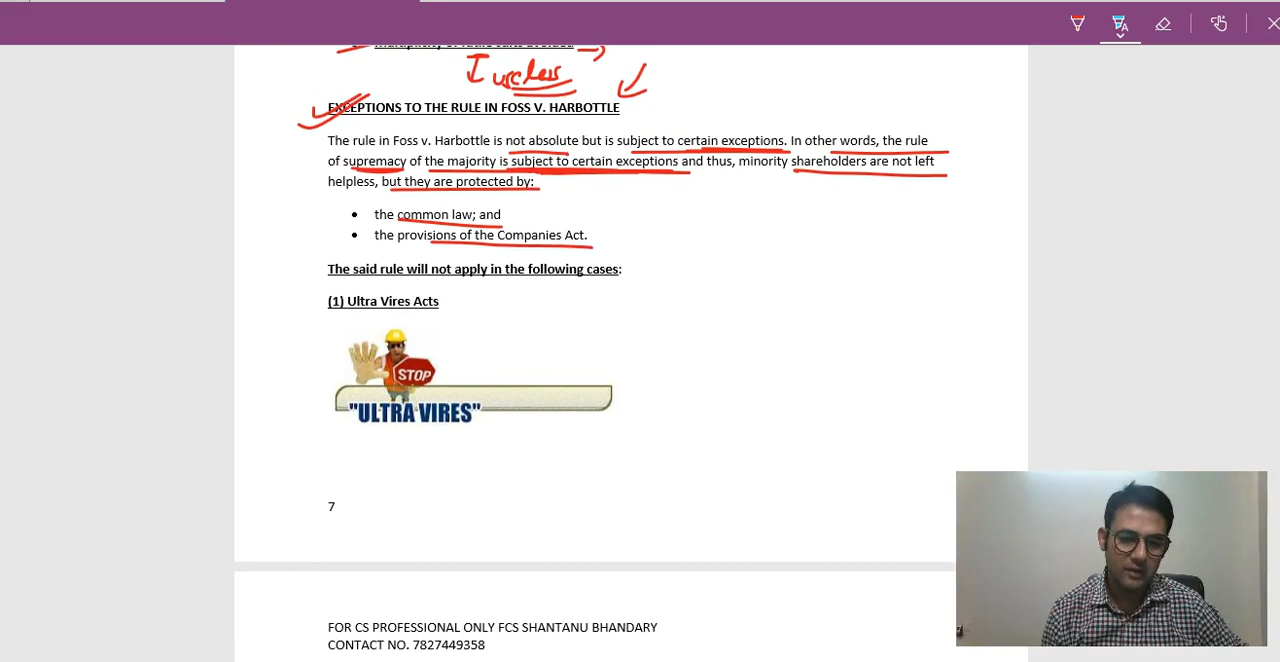 I useless
EXCEPTIONS TO THE RULE IN FOSS V. HARBOTTLE
The rule in Foss v. Harbottle is not absolute but is subject to certain exceptions. In other words, the rule
of supremacy of the majority is subject to certain exceptions and thus, minority shareholders are not left
helpless, but they are protected by:
• the common law; and
• the provisions of the Companies Act.
The said rule will not apply in the following cases:
(1) Ultra Vires Acts
STOP
"ULTRA VIRES"
7
FOR CS PROFESSIONAL ONLY FCS SHANTANU BHANDARY
CONTACT NO. 7827449358